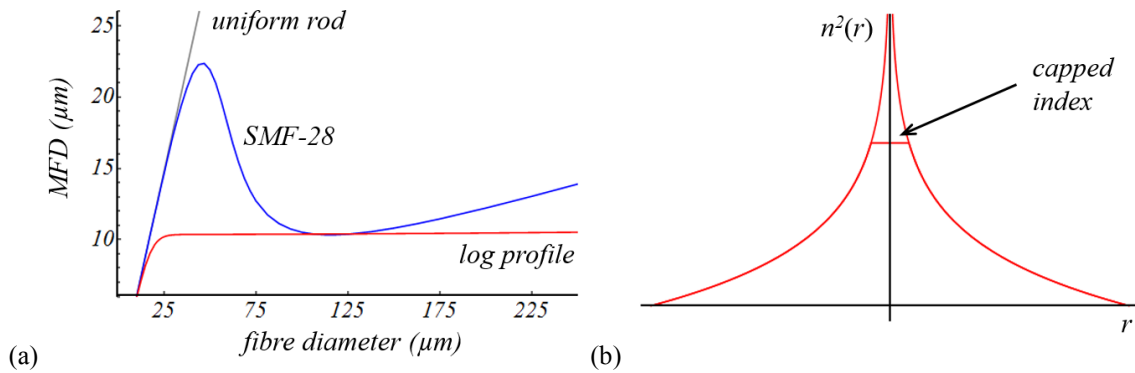 25
20
15
10
MFD (µm)
uniform rod
SMF-28
log profile
25
75
125
175
225
fibre diameter (µm)
(a)
n²(r)
capped
index
r
(b)